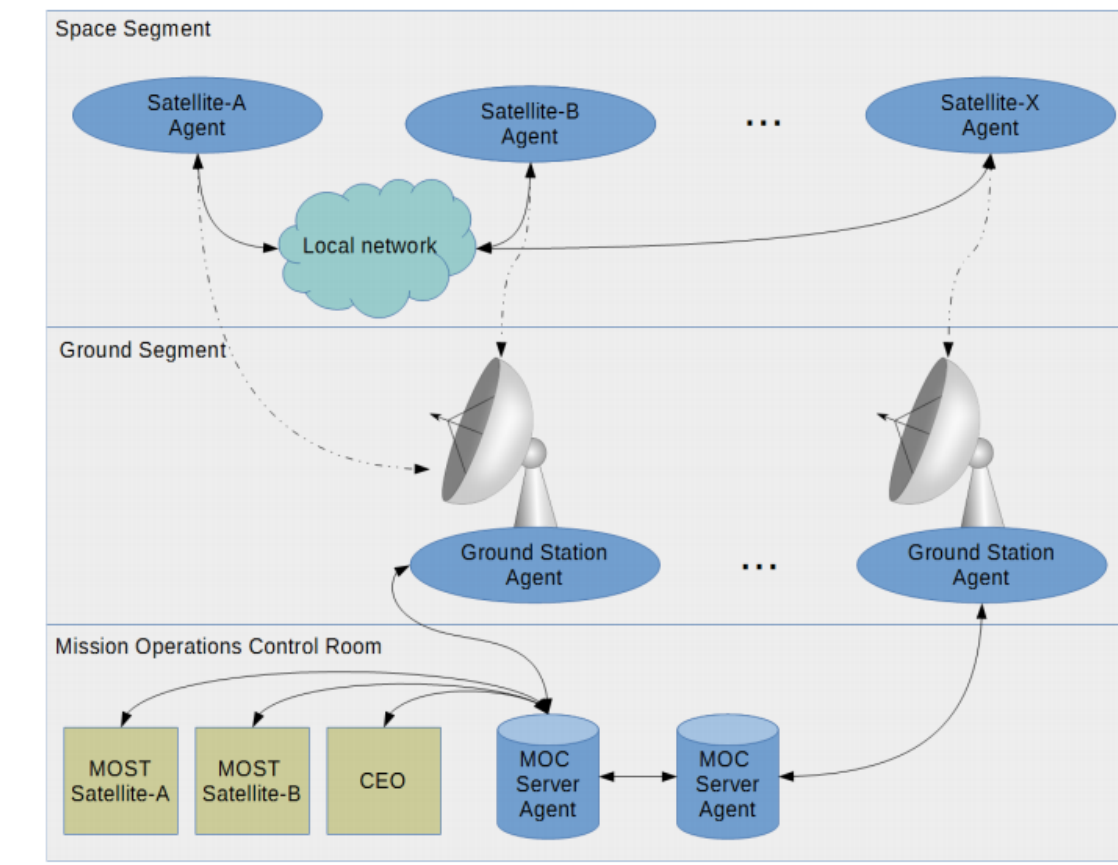 Space Segment
Satellite-A
Agent
Satellite-B
Agent
...
Satellite-X
Agent
Local network
Ground Segment
Ground Station
Agent
...
Ground Station
Agent
Mission Operations Control Room
MOST
Satellite-A
MOST
Satellite-B
CEO
MOC
Server
Agent
MOC
Server
Agent